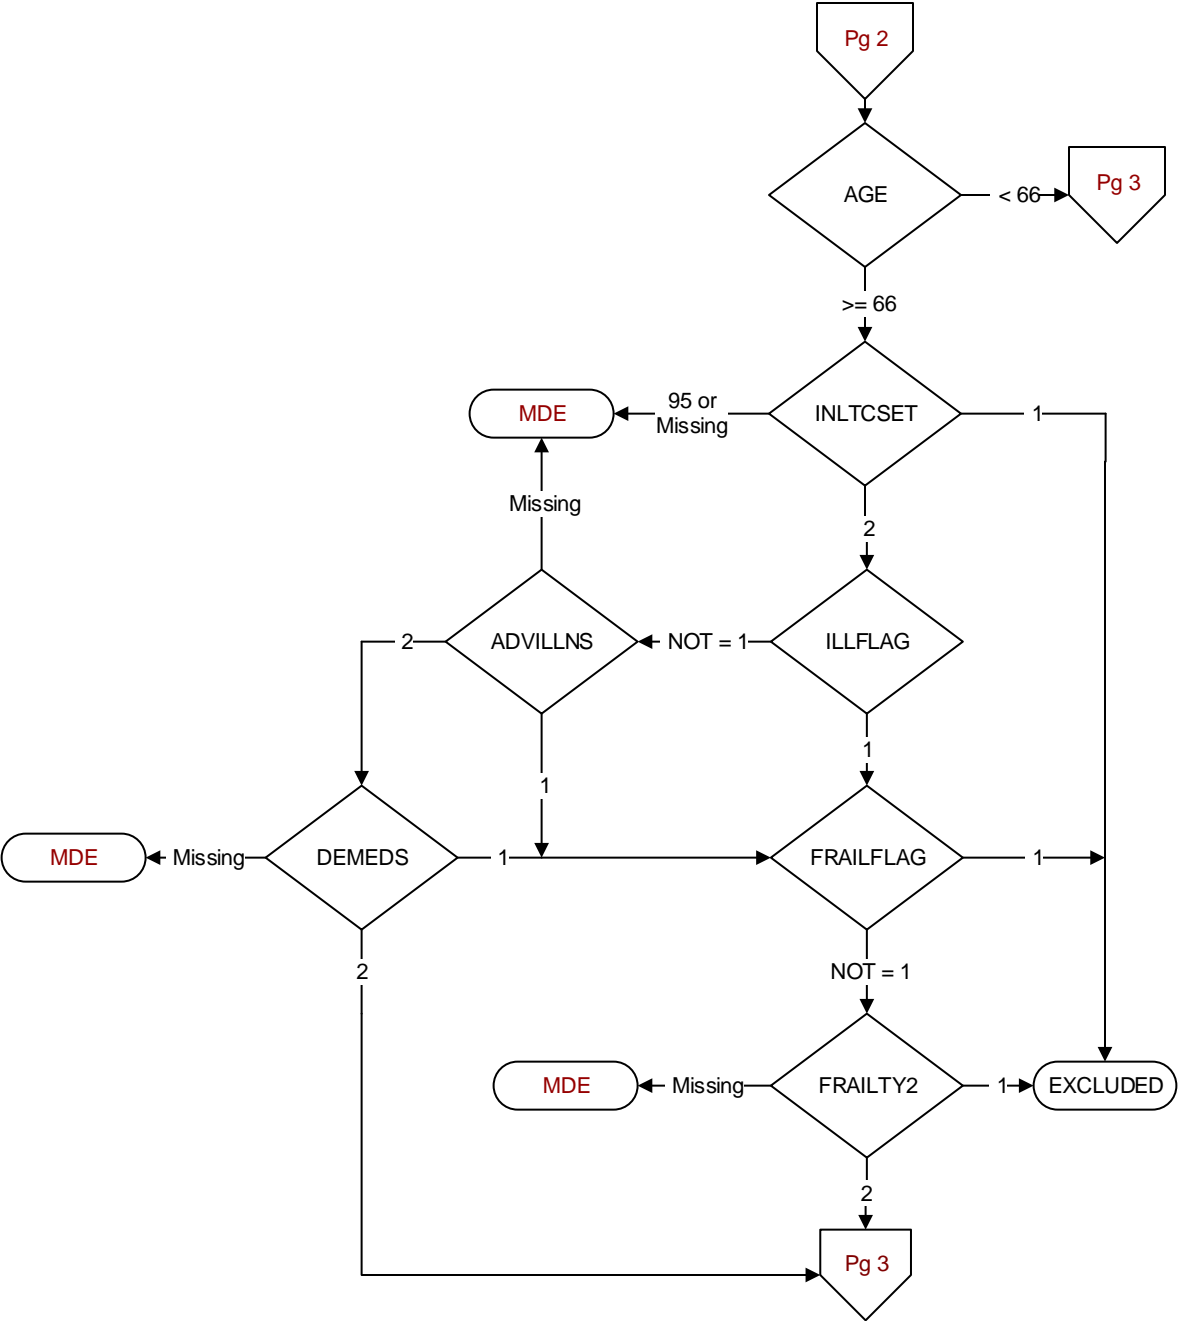 Pg 2
AGE
< 66
Pg 3
>= 66
MDE
95 or
Missing
INLTCSET
1
Missing
2
2
ADVILLNS
NOT = 1
ILLFLAG
1
1
MDE
Missing
DEMEDS
1
FRAILFLAG
1
2
NOT = 1
MDE
Missing
FRAILTY2
1
EXCLUDED
2
Pg 3